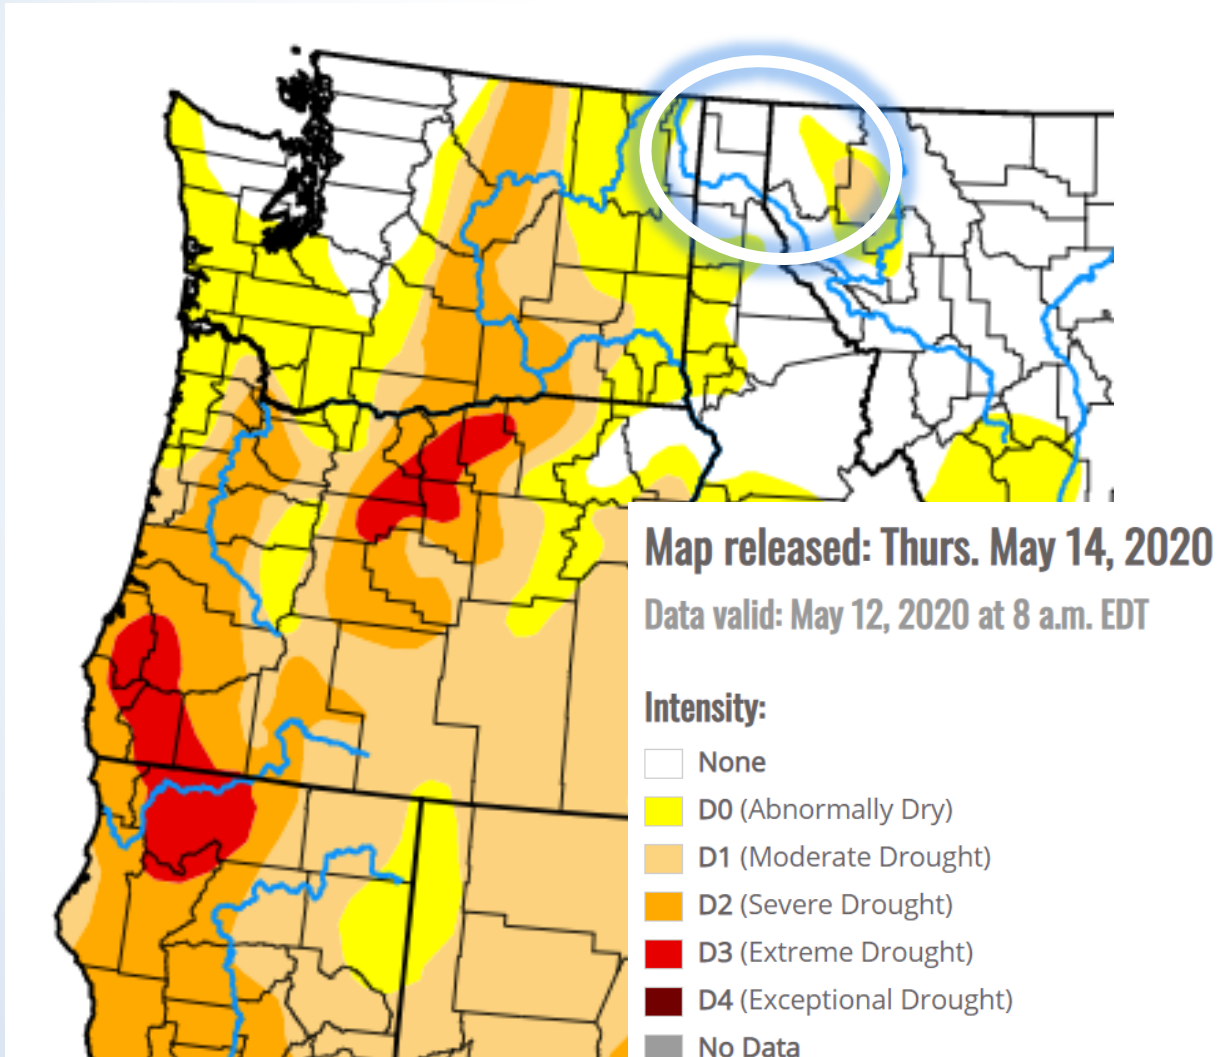 Map released: Thurs. May 14, 2020
Data valid: May 12, 2020 at 8 a.m. EDT
Intensity:
None
D0 (Abnormally Dry)
D1 (Moderate Drought)
D2 (Severe Drought)
D3 (Extreme Drought)
D4 (Exceptional Drought)
No Data